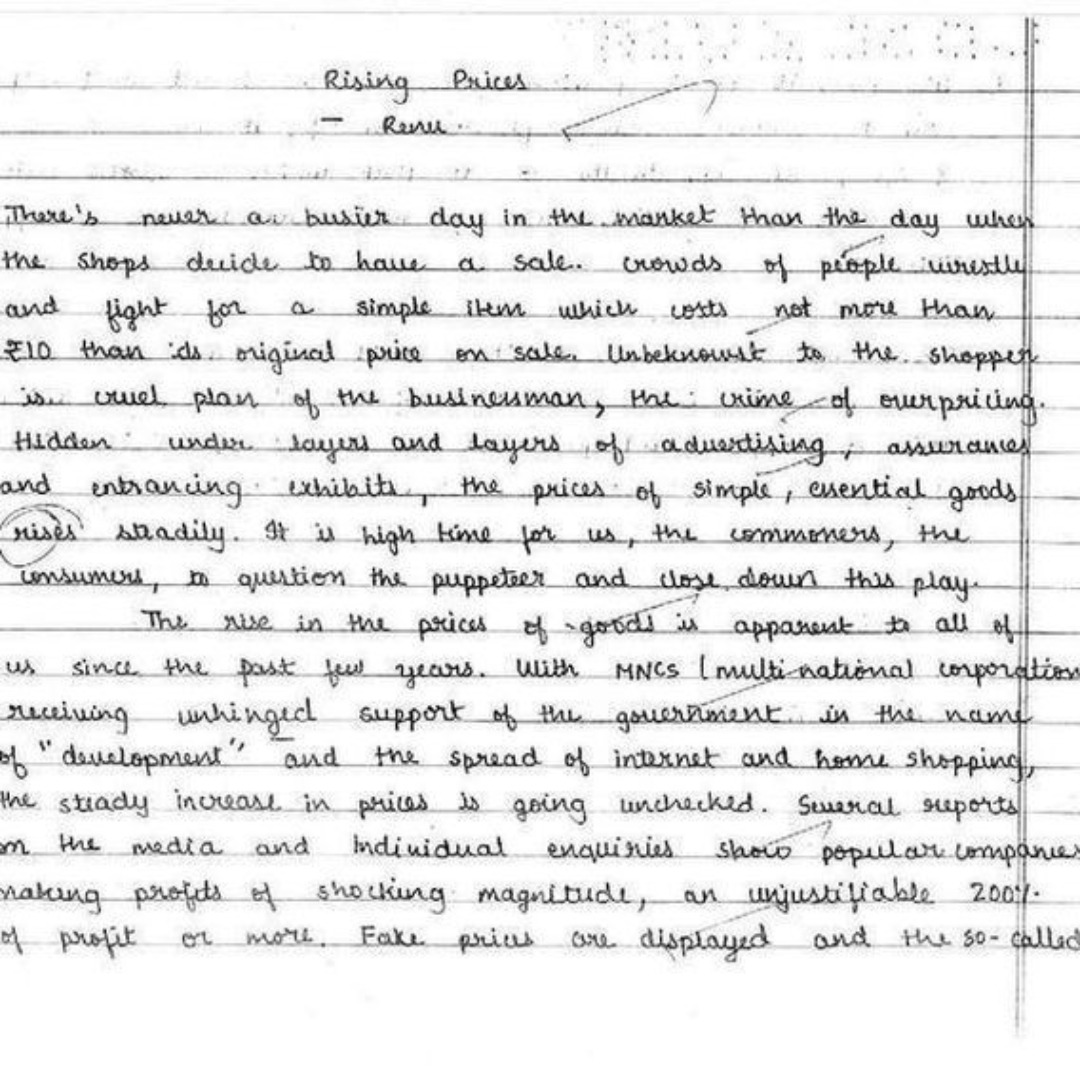 Rising Prices
- Renu
There's never a busier day in the market than the day when
the shops decide to have a sale. crowds of people wrestle
and fight for a simple item which costs not more than
₹10 than its original price on sale. Unbeknowst to the shopper
is cruel plan of the businessman, the crime of overpricing.
Hidden under layers and layers of advertising, assurances
and entrancing exhibits, the prices of simple, esential goods
rises steadily. It is high time for us, the commoners, the
consumers, to question the puppeteer and close down this play.
The rise in the prices of goods is apparent to all of
us since the past few years. With MNCS (multi national corporation
receiving unhinged support of the government in the name
of "development" and the spread of internet and home shopping,
the steady increase in prices is going unchecked. Several reports
in the media and Individual enquiries show popular companies
making profits of shocking magnitude, an unjustifiable 200%
of profit or more. Fake prices are displayed and the so-called